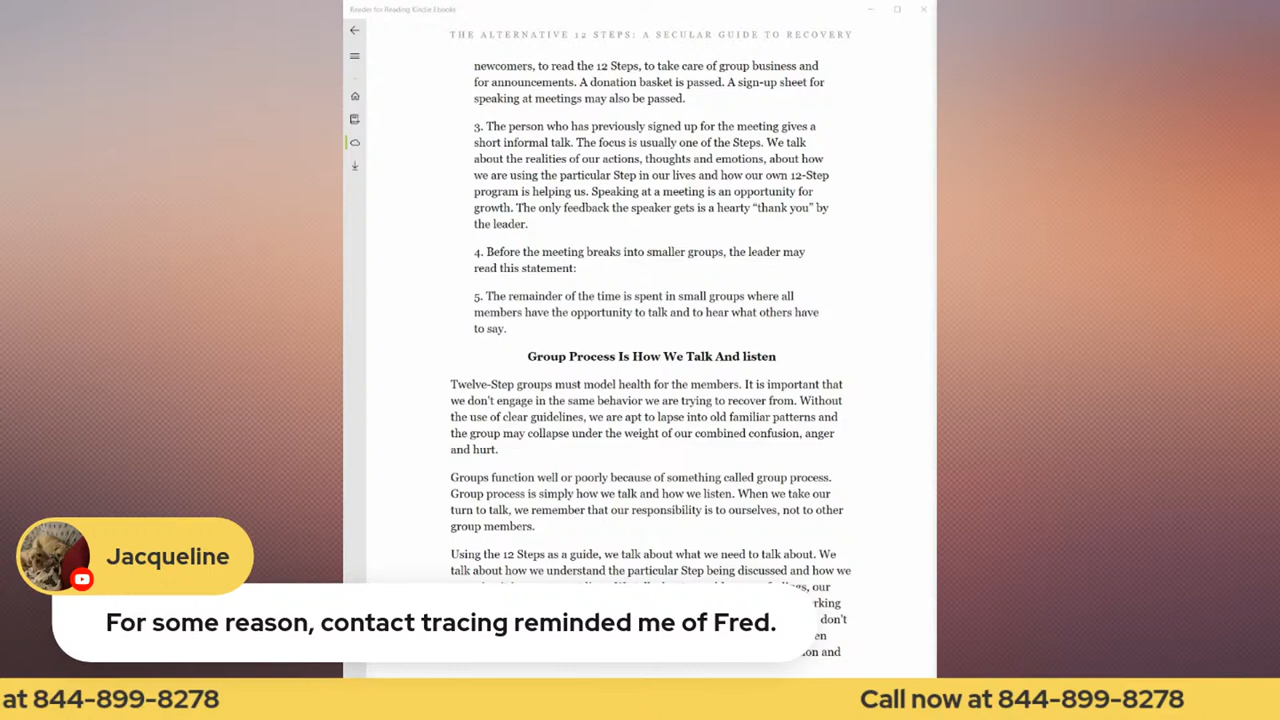 Reader for Reading Kindle Ebooks
THE ALTERNATIVE 12 STEPS: A SECULAR GUIDE TO RECOVERY
newcomers, to read the 12 Steps, to take care of group business and
for announcements. A donation basket is passed. A sign-up sheet for
speaking at meetings may also be passed.
3. The person who has previously signed up for the meeting gives a
short informal talk. The focus is usually one of the Steps. We talk
about the realities of our actions, thoughts and emotions, about how
we are using the particular Step in our lives and how our own 12-Step
program is helping us. Speaking at a meeting is an opportunity for
growth. The only feedback the speaker gets is a hearty “thank you” by
the leader.
4. Before the meeting breaks into smaller groups, the leader may
read this statement:
5. The remainder of the time is spent in small groups where all
members have the opportunity to talk and to hear what others have
to say.
Group Process Is How We Talk And listen
Twelve-Step groups must model health for the members. It is important that
we don't engage in the same behavior we are trying to recover from. Without
the use of clear guidelines, we are apt to lapse into old familiar patterns and
the group may collapse under the weight of our combined confusion, anger
and hurt.
Groups function well or poorly because of something called group process.
Group process is simply how we talk and how we listen. When we take our
turn to talk, we remember that our responsibility is to ourselves, not to other
group members.
Using the 12 Steps as a guide, we talk about what we need to talk about. We
talk about how we understand the particular Step being discussed and how we
our
don't
and
Jacqueline
For some reason, contact tracing reminded me of Fred.
at 844-899-8278
Call now at 844-899-8278